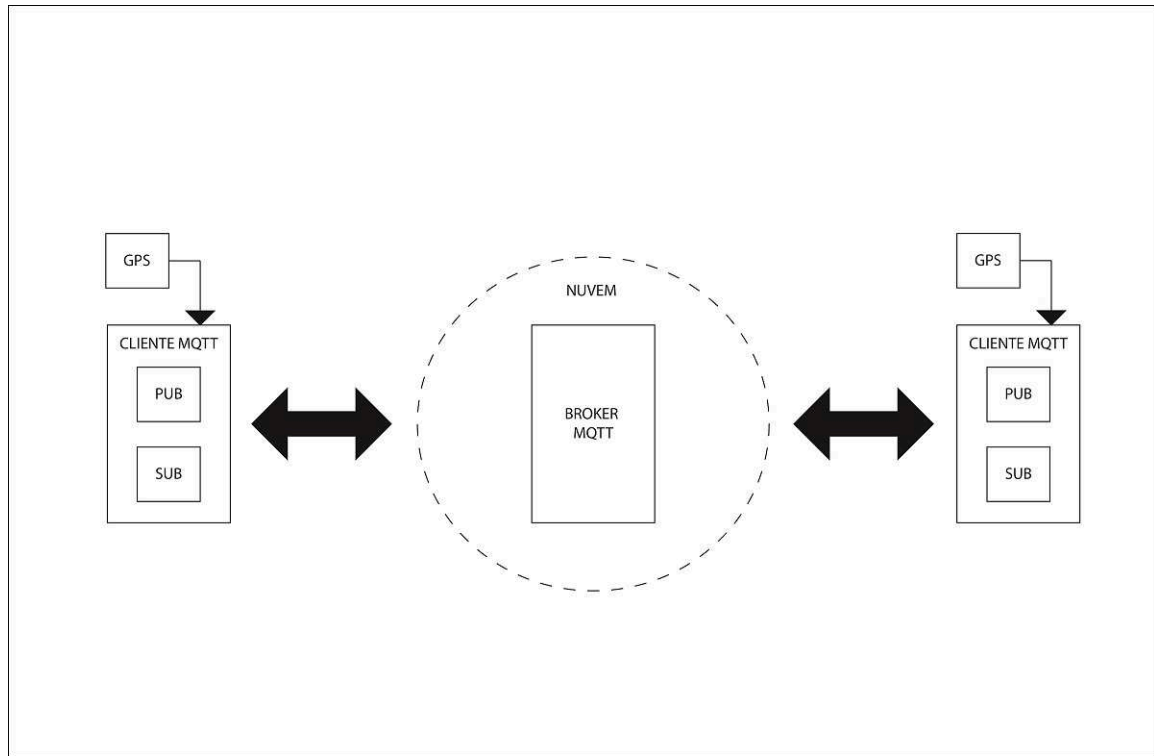 GPS
CLIENTE MQTT
PUB
SUB
NUVEM
BROKER
MQTT
GPS
CLIENTE MQTT
PUB
SUB